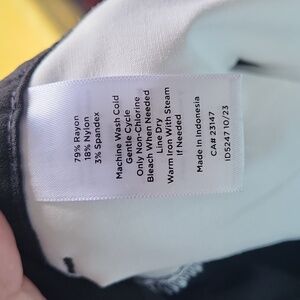 79% Rayon
18% Nylon
3% Spandex
Machine Wash Cold
Gentle Cycle
Only Non-Chlorine
Bleach When Needed
Line Dry
Warm Iron With Steam
If Needed
Made In Indonesia
CA# 23147
ID5247 10/23